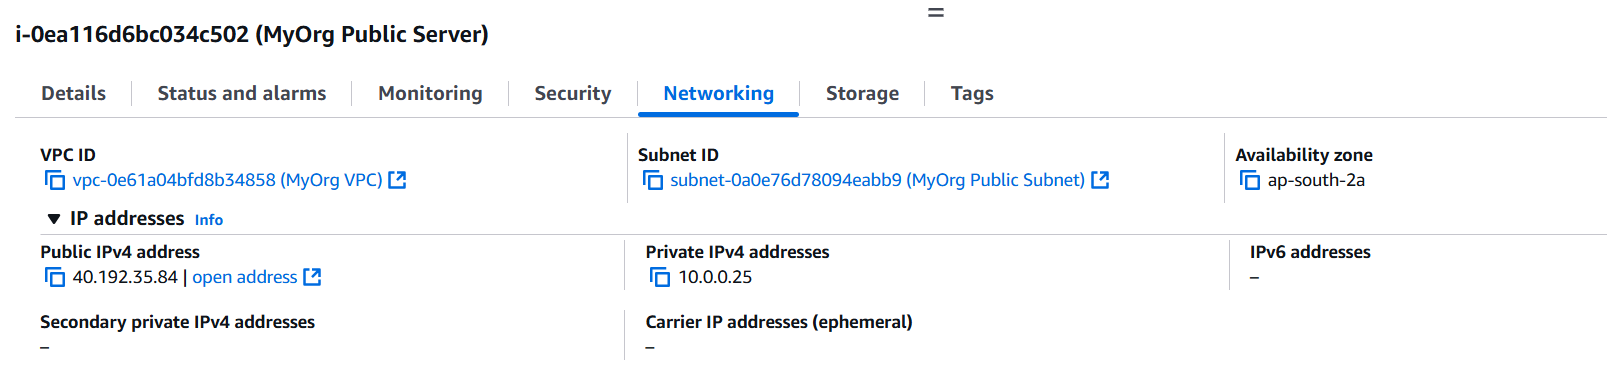 i-0ea116d6bc034c502 (MyOrg Public Server)
Details Status and alarms Monitoring Security Networking Storage Tags
VPC ID Subnet ID Availability zone
vpc-0e61a04bfd8b34858 (MyOrg VPC) subnet-0a0e76d78094eabb9 (MyOrg Public Subnet) ap-south-2a
IP addresses Info
Public IPv4 address Private IPv4 addresses IPv6 addresses
40.192.35.84 | open address 10.0.0.25 –
Secondary private IPv4 addresses Carrier IP addresses (ephemeral)
– –